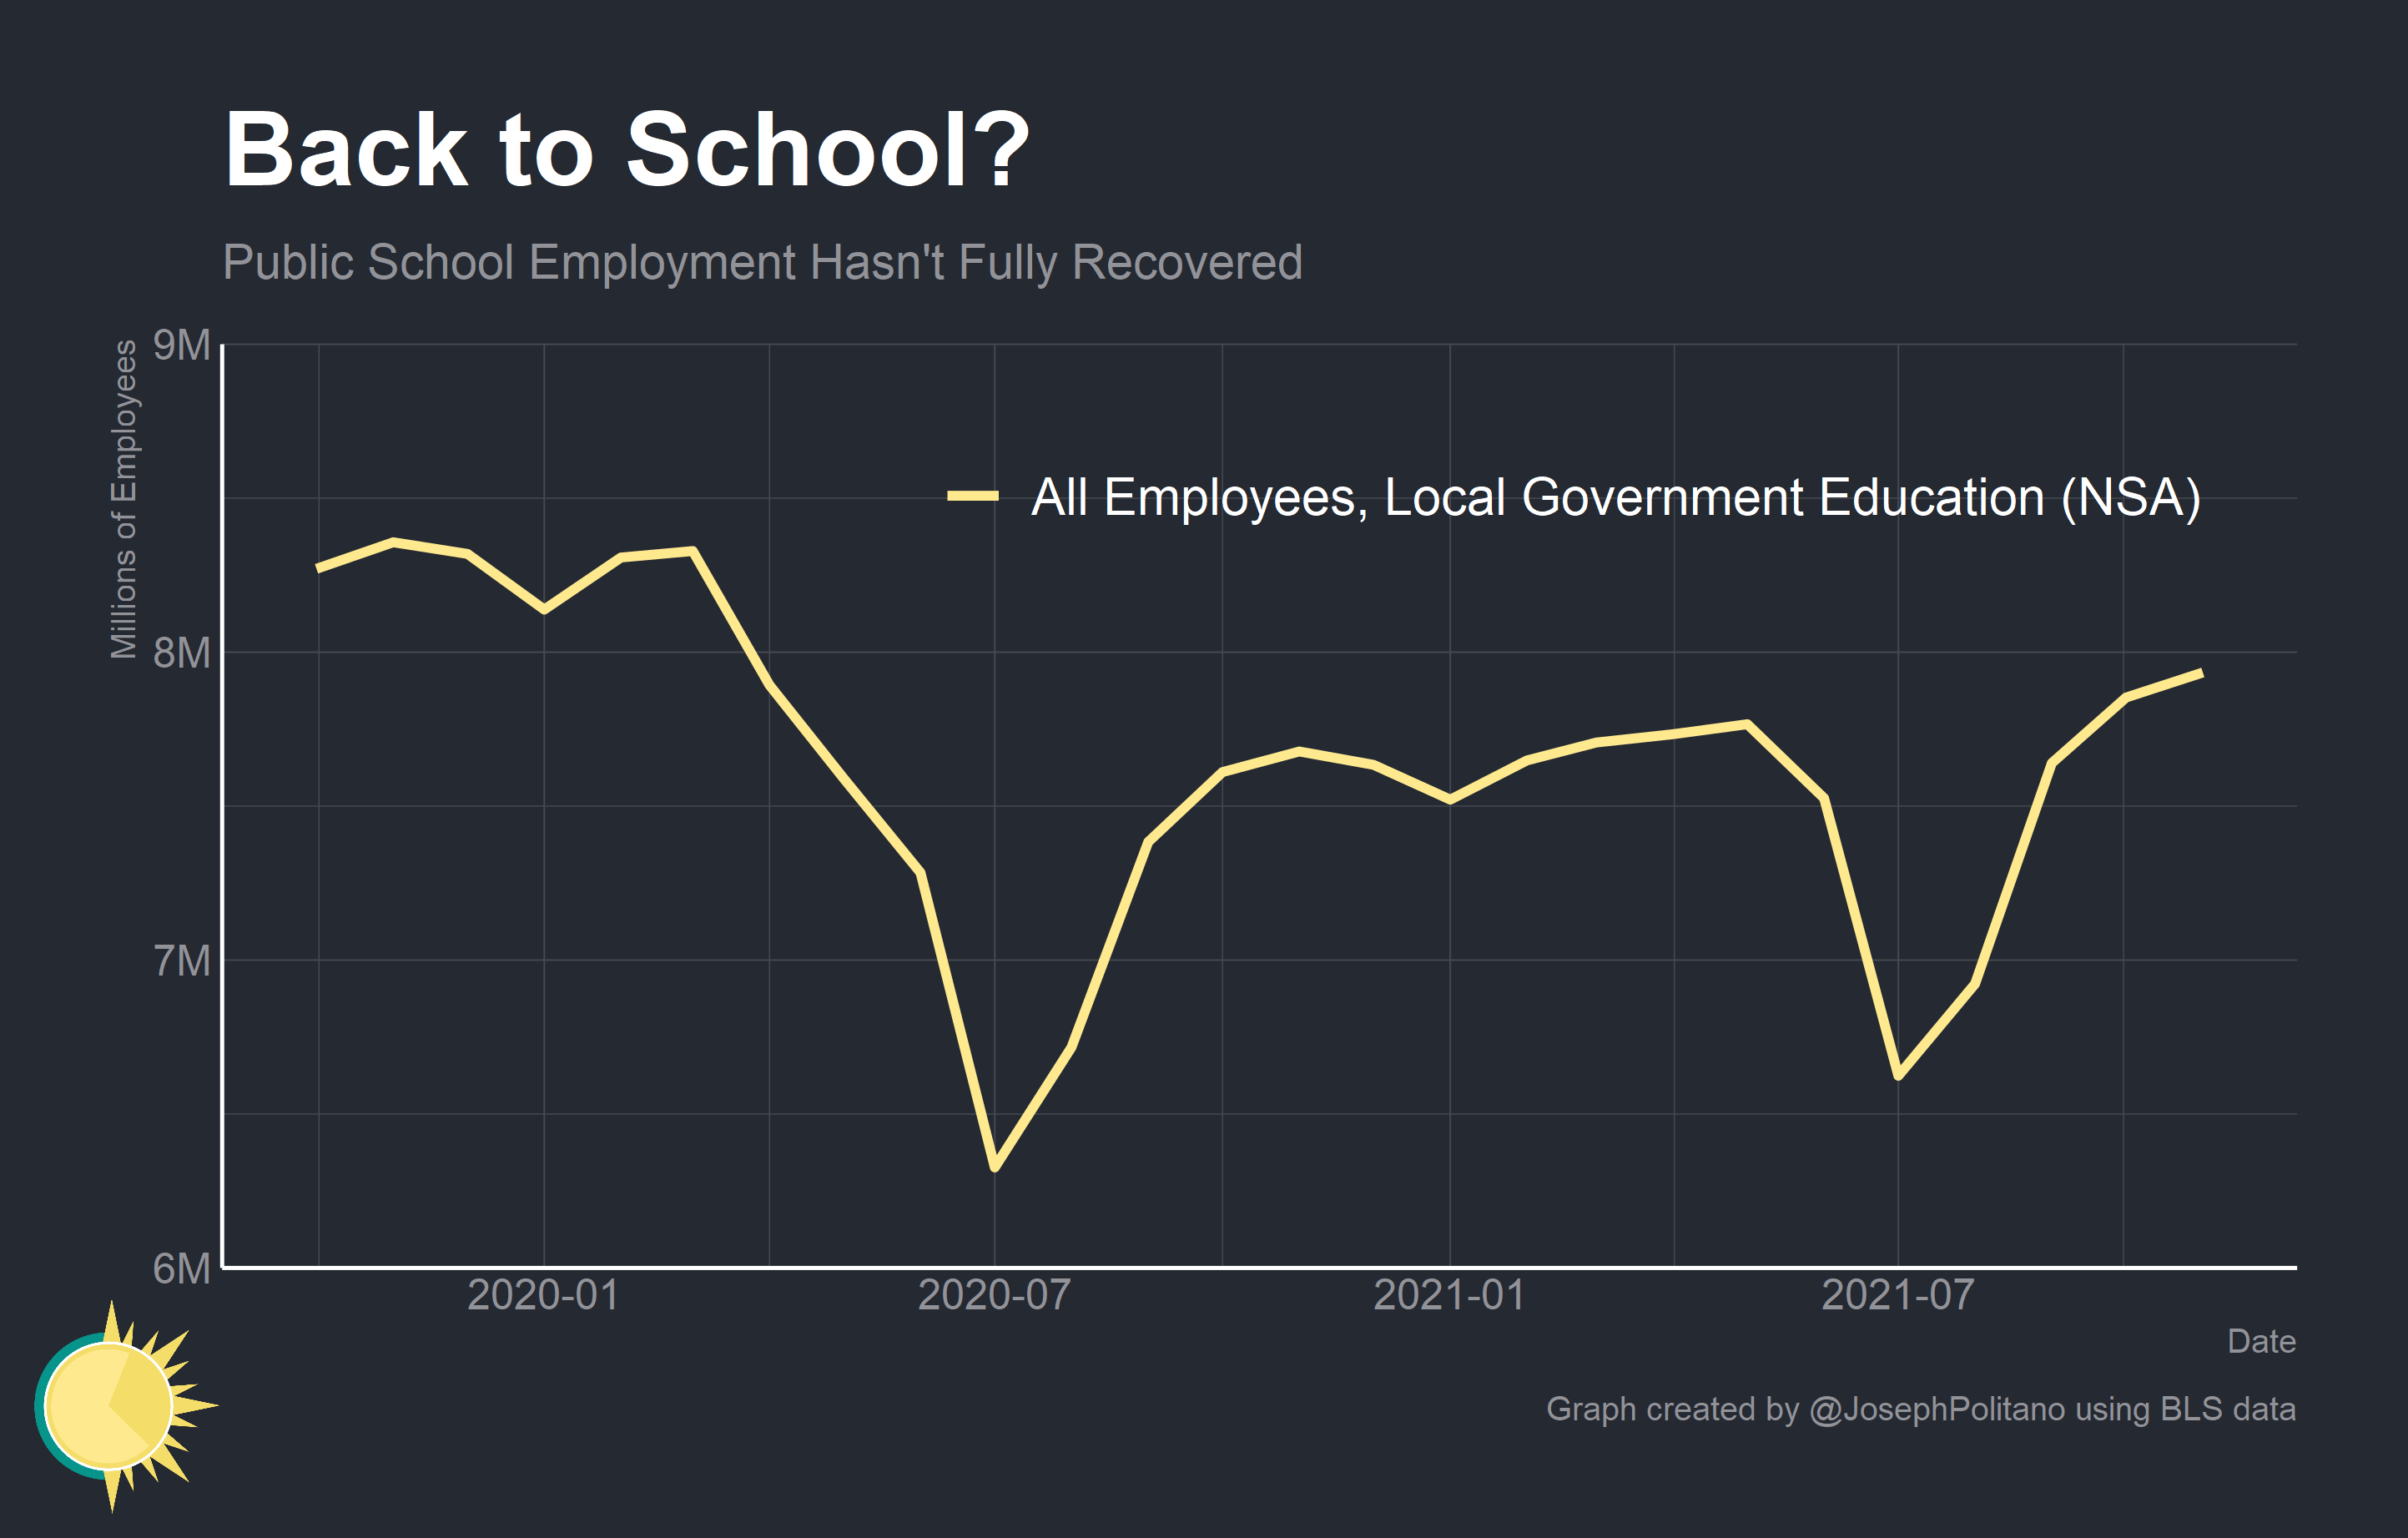 Back to School?
Public School Employment Hasn't Fully Recovered
Millions of Employees
9M
8M
7M
6M
All Employees, Local Government Education (NSA)
2020-01
2020-07
2021-01
2021-07
Date
Graph created by @JosephPolitano using BLS data